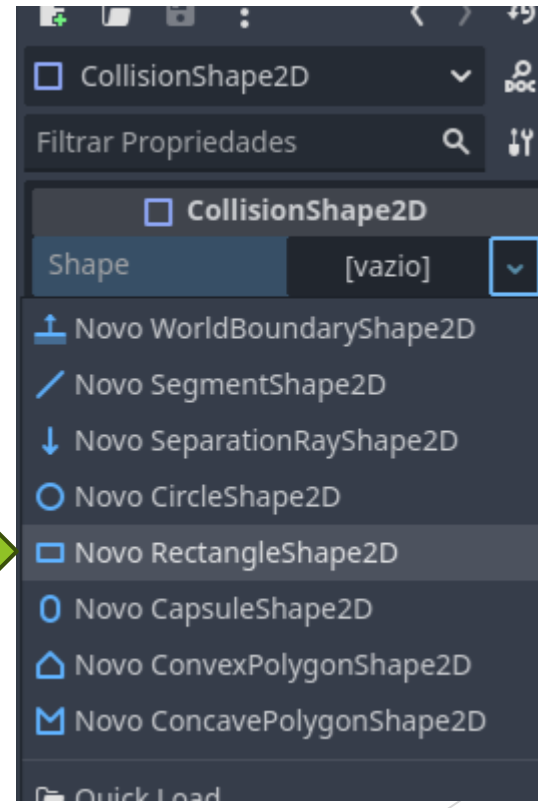 CollisionShape2D
DOC
Filtrar Propriedades
CollisionShape2D
Shape [vazio]
Novo WorldBoundaryShape2D
Novo SegmentShape2D
Novo SeparationRayShape2D
Novo CircleShape2D
Novo RectangleShape2D
Novo CapsuleShape2D
Novo ConvexPolygonShape2D
Novo ConcavePolygonShape2D
Quick Load